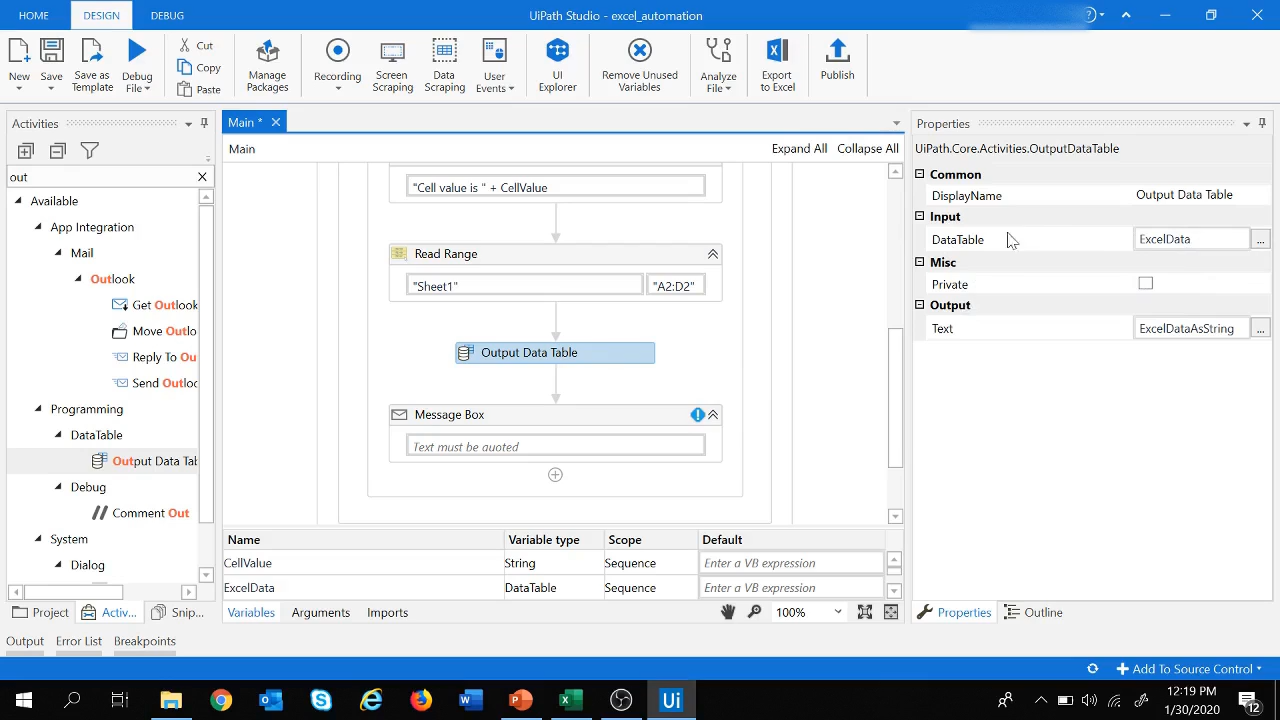 HOME DESIGN DEBUG UiPath Studio - excel_automation ?
New Save Save as Template Debug File Cut Copy Paste Manage Packages Recording Screen Scraping Data Scraping User Events UI Explorer Remove Unused Variables Analyze File Export to Excel Publish
Activities Main * Properties
Main Expand All Collapse All UiPath.Core.Activities.OutputDataTable
out
Available
App Integration
Mail
Outlook
Get Outlook
Move Outlo
Reply To Ou
Send Outloc
Programming
DataTable
Output Data Tab
Debug
Comment Out
System
Dialog
"Cell value is " + CellValue
Read Range
"Sheet1" "A2:D2"
Output Data Table
Message Box
Text must be quoted
Common
DisplayName Output Data Table
Input
DataTable ExcelData ...
Misc
Private
Output
Text ExcelDataAsString ...
Name Variable type Scope Default
CellValue String Sequence Enter a VB expression
ExcelData DataTable Sequence Enter a VB expression
Project Activ... Snip... Variables Arguments Imports 100% Properties Outline
Output Error List Breakpoints
Add To Source Control
Ui 12:19 PM
1/30/2020 12